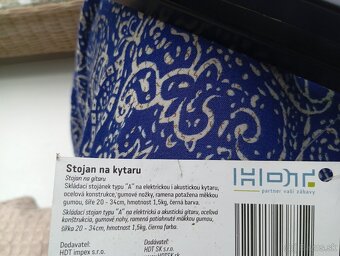 Stojan na kytaru
Stojan na gitaru
Skládací stojánek typu "A" na elektrickou i akustickou kytaru,
ocelová konstrukce, gumové nožky, ramena potažena měkkou
gumou, šíře 20 - 34cm, hmotnost 1,5kg, černá barva.
Skládací stojan typu "A" na elektrickú i akustickú gitaru, oceľová
konštrukcia, gumové nohy, ramená potiahnuté mäkkou gumou,
šírka 20 - 34cm, hmotnosť 1,5kg, čierna farba.
Dodavatel:
HDT impex s.r.o.
Dodávateľ:
HDT SK s.r.o.
HDT
partner vaší zábavy